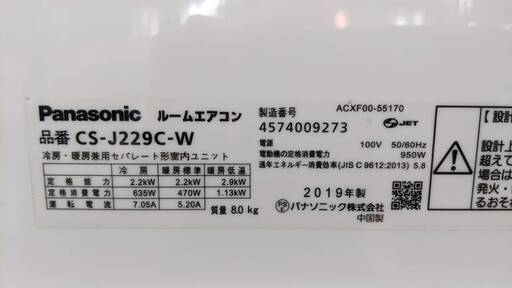 Panasonic ルームエアコン
品番 CS-J229C-W
冷房・暖房兼用セパレート形室内ユニット
冷房 暖房標準 暖房低温
定格能力 2.2kW 2.2kW 2.9kW
定格消費電力 635W 470W 1.13kW
運転電流 7.05A 5.20A
質量 8.0 kg
ACXF00-55170
製造番号
4574009273
JET
電源 100V 50/60Hz
電動機の定格消費電力 950W
通年エネルギー消費効率(JIS C 9612:2013) 5.8
2019年製
PS E
パナソニック株式会社
中国製
【設計
超えて
場合は
発火・
るおそれ